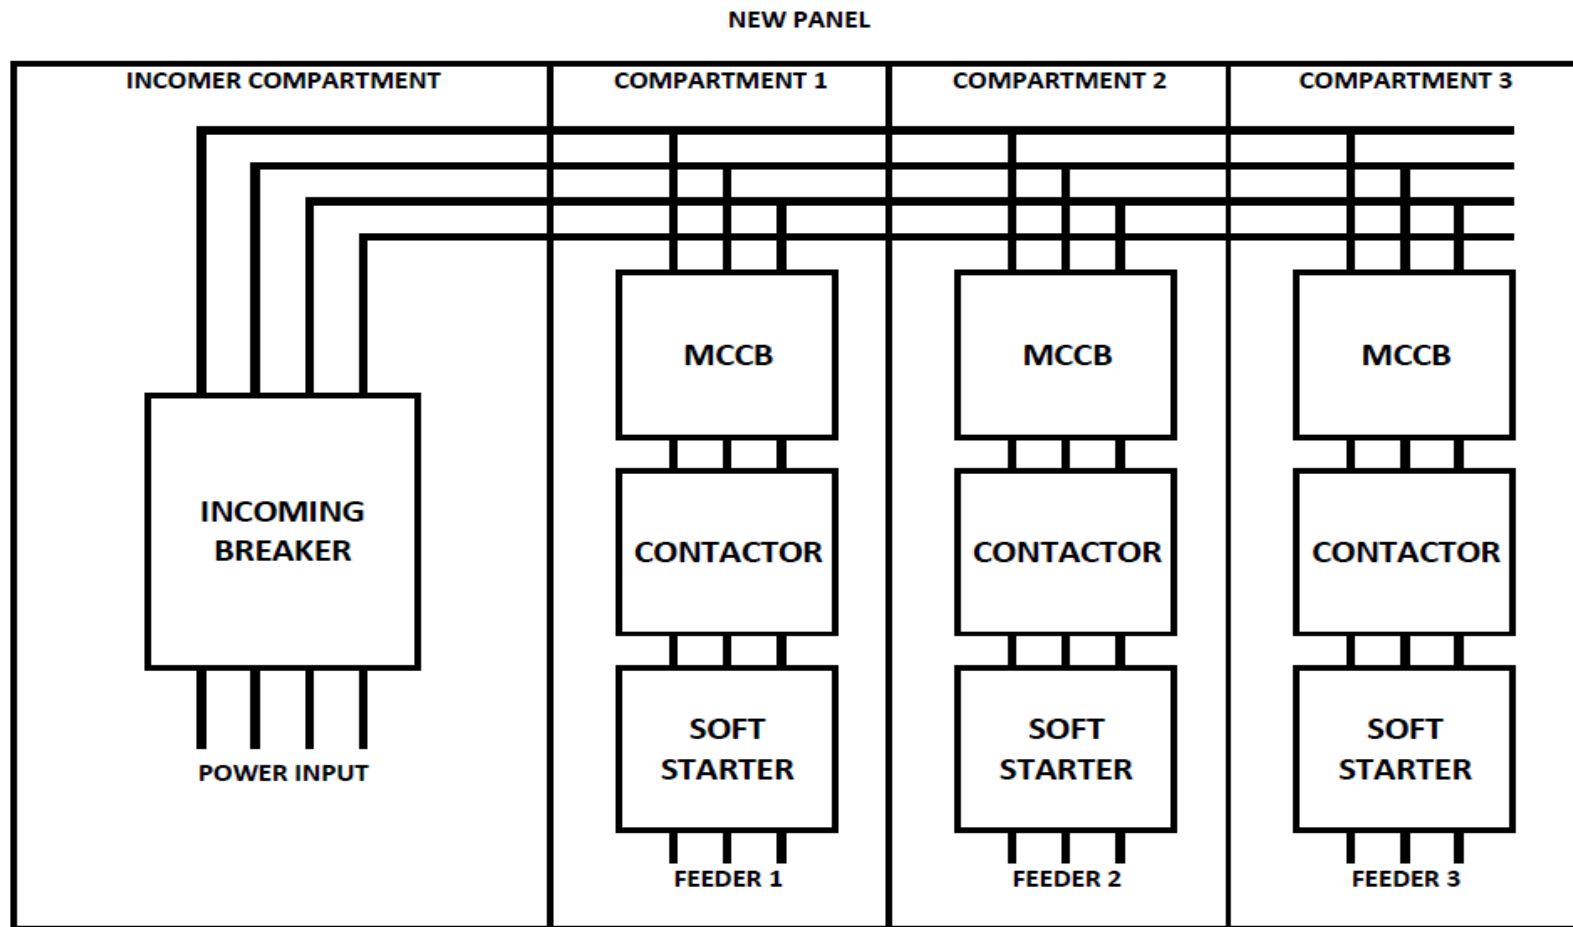 NEW PANEL
INCOMER COMPARTMENT
COMPARTMENT 1
COMPARTMENT 2
COMPARTMENT 3
MCCB
MCCB
MCCB
INCOMING
BREAKER
CONTACTOR
CONTACTOR
CONTACTOR
SOFT
STARTER
SOFT
STARTER
SOFT
STARTER
POWER INPUT
FEEDER 1
FEEDER 2
FEEDER 3